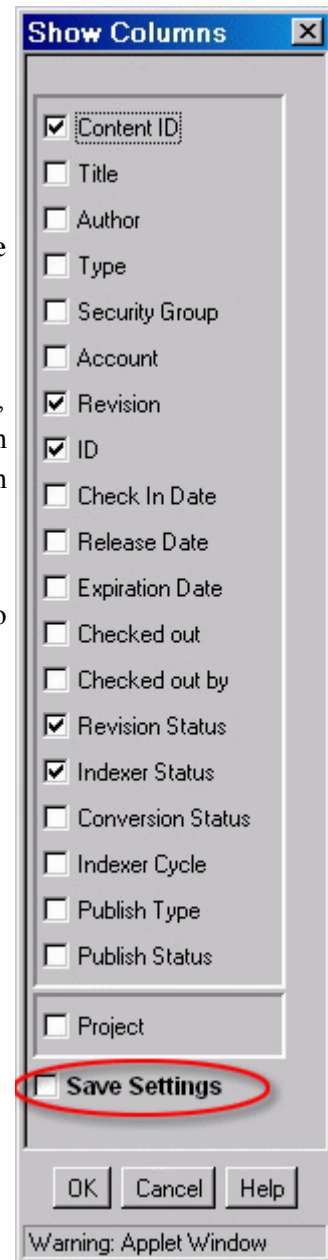 Show Columns
Content ID
Title
Author
Type
Security Group
Account
Revision
ID
Check In Date
Release Date
Expiration Date
Checked out
Checked out by
Revision Status
Indexer Status
Conversion Status
Indexer Cycle
Publish Type
Publish Status
Project
Save Settings
OK Cancel Help
Warning: Applet Window